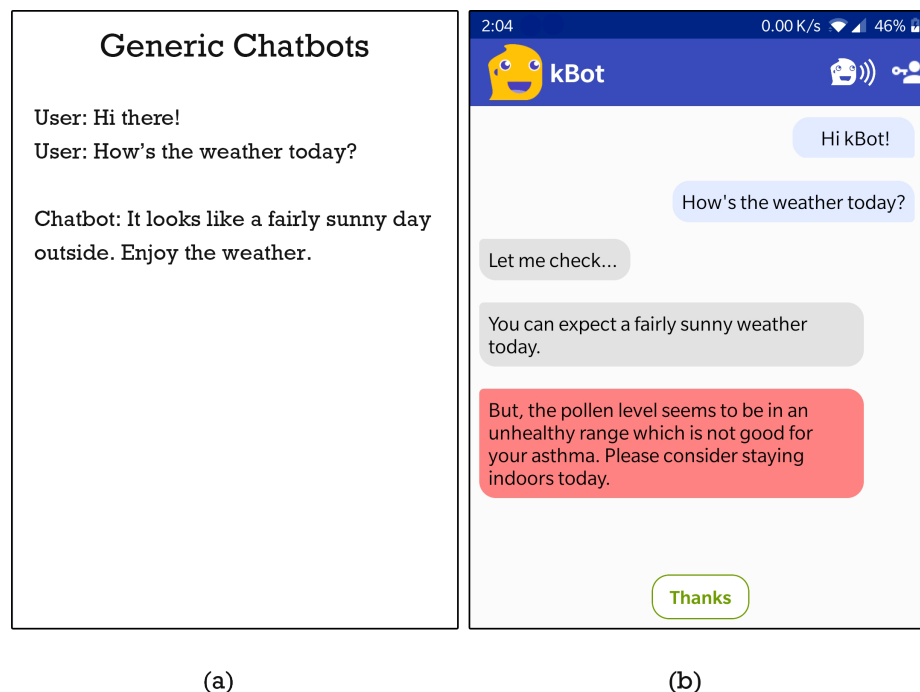 Generic Chatbots
User: Hi there!
User: How's the weather today?
Chatbot: It looks like a fairly sunny day
outside. Enjoy the weather.
(a)
2:04
0.00 K/s
46%
kBot
Hi kBot!
How's the weather today?
Let me check...
You can expect a fairly sunny weather
today.
But, the pollen level seems to be in an
unhealthy range which is not good for
your asthma. Please consider staying
indoors today.
Thanks
(b)